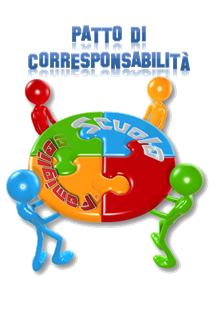 PATTO DI
CORRESPONSABILITÀ
Scuola
Famiglia